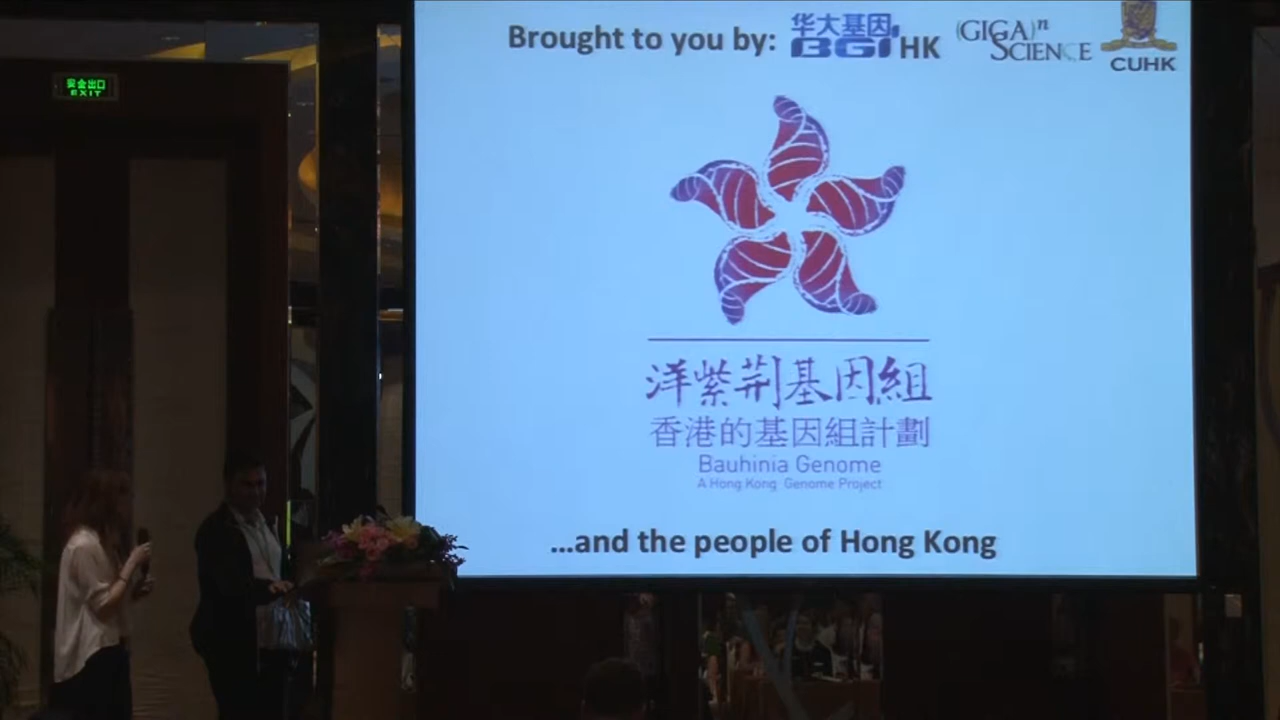 Brought to you by: 华大基因 BGI HK (GIGA)ⁿ SCIENCE CUHK
安全出口
EXIT
洋紫荆基因組
香港的基因組計劃
Bauhinia Genome
A Hong Kong Genome Project
...and the people of Hong Kong